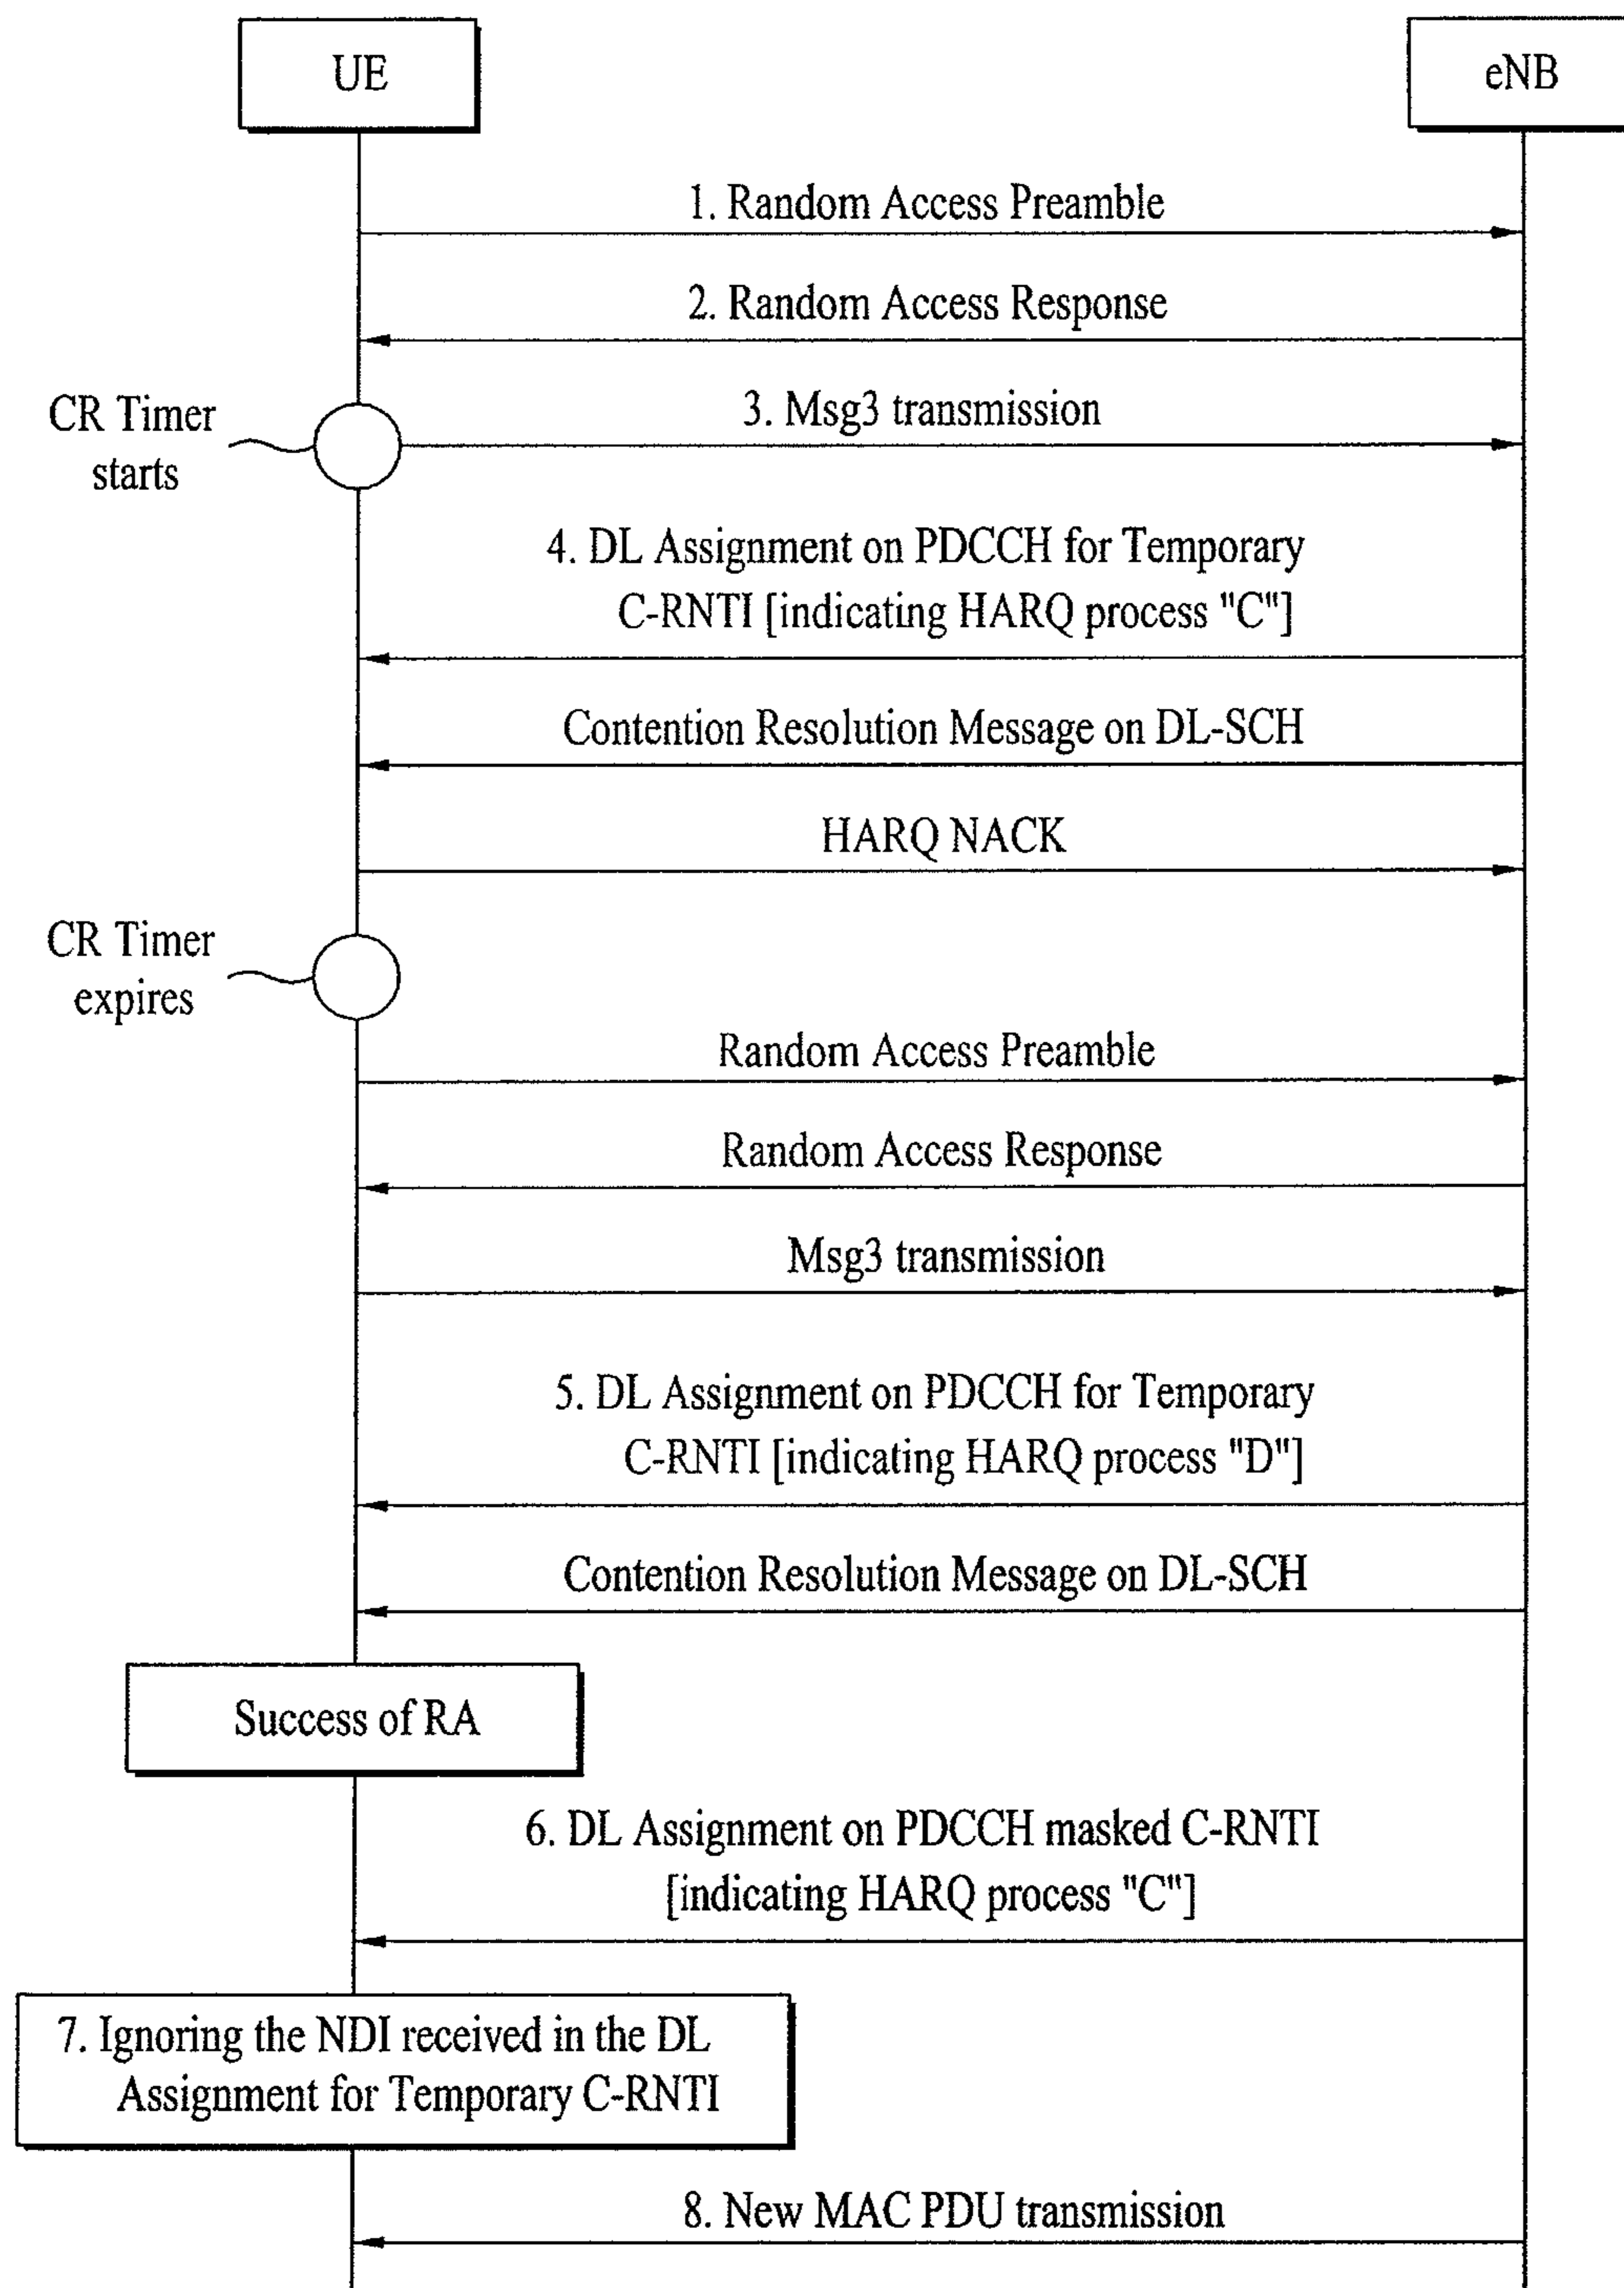 UE
eNB
1. Random Access Preamble
2. Random Access Response
CR Timer
starts
3. Msg3 transmission
4. DL Assignment on PDCCH for Temporary
C-RNTI [indicating HARQ process "C"]
Contention Resolution Message on DL-SCH
HARQ NACK
CR Timer
expires
Random Access Preamble
Random Access Response
Msg3 transmission
5. DL Assignment on PDCCH for Temporary
C-RNTI [indicating HARQ process "D"]
Contention Resolution Message on DL-SCH
Success of RA
6. DL Assignment on PDCCH masked C-RNTI
[indicating HARQ process "C"]
7. Ignoring the NDI received in the DL
Assignment for Temporary C-RNTI
8. New MAC PDU transmission